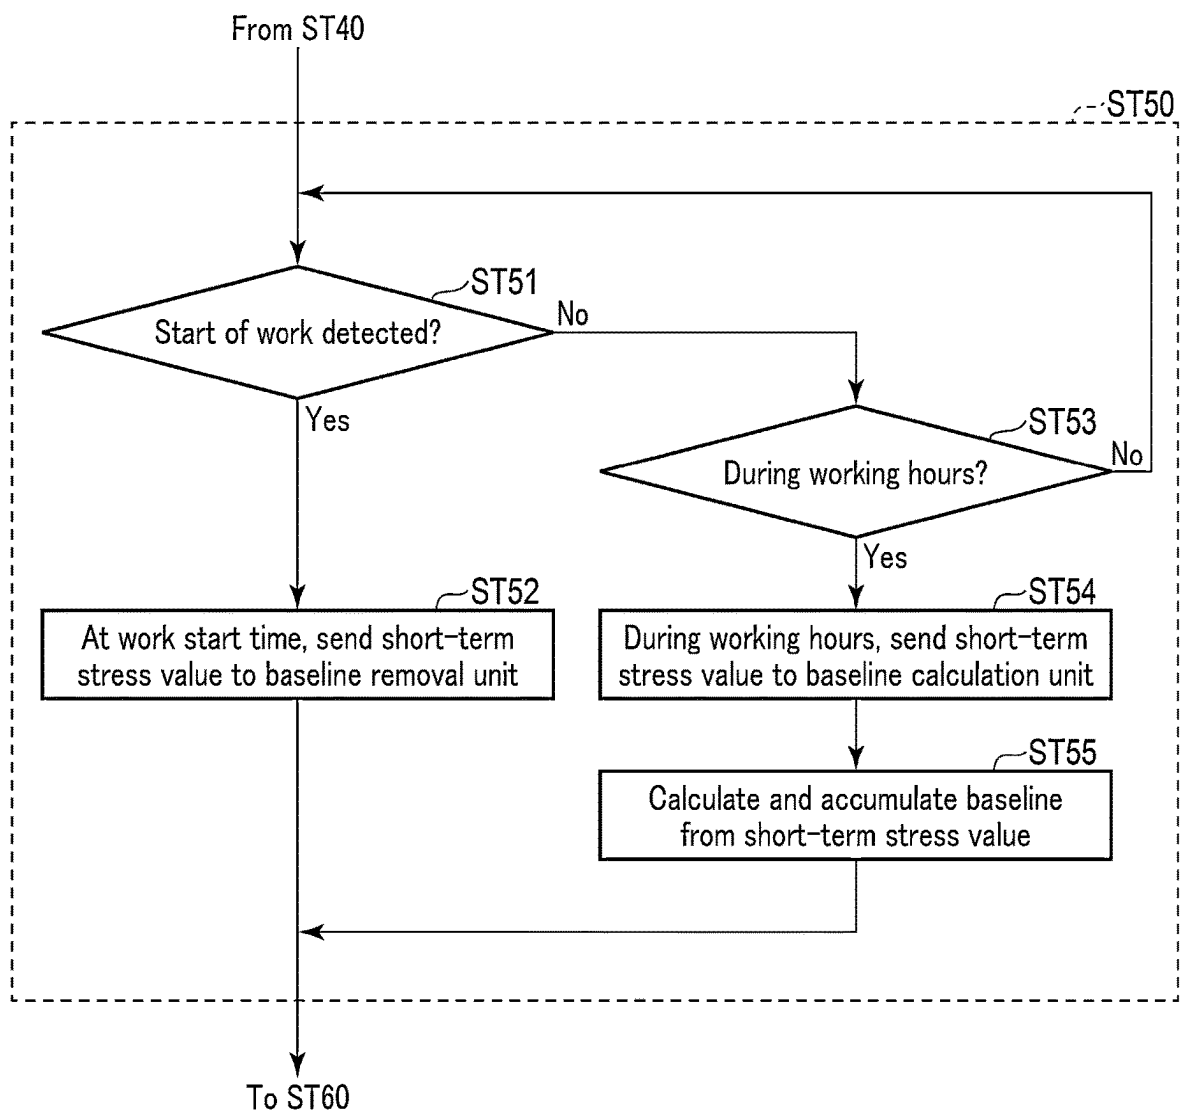 From ST40
ST50
ST51
Start of work detected?
No
Yes
ST53
During working hours?
No
Yes
ST52
At work start time, send short-term
stress value to baseline removal unit
ST54
During working hours, send short-term
stress value to baseline calculation unit
ST55
Calculate and accumulate baseline
from short-term stress value
To ST60